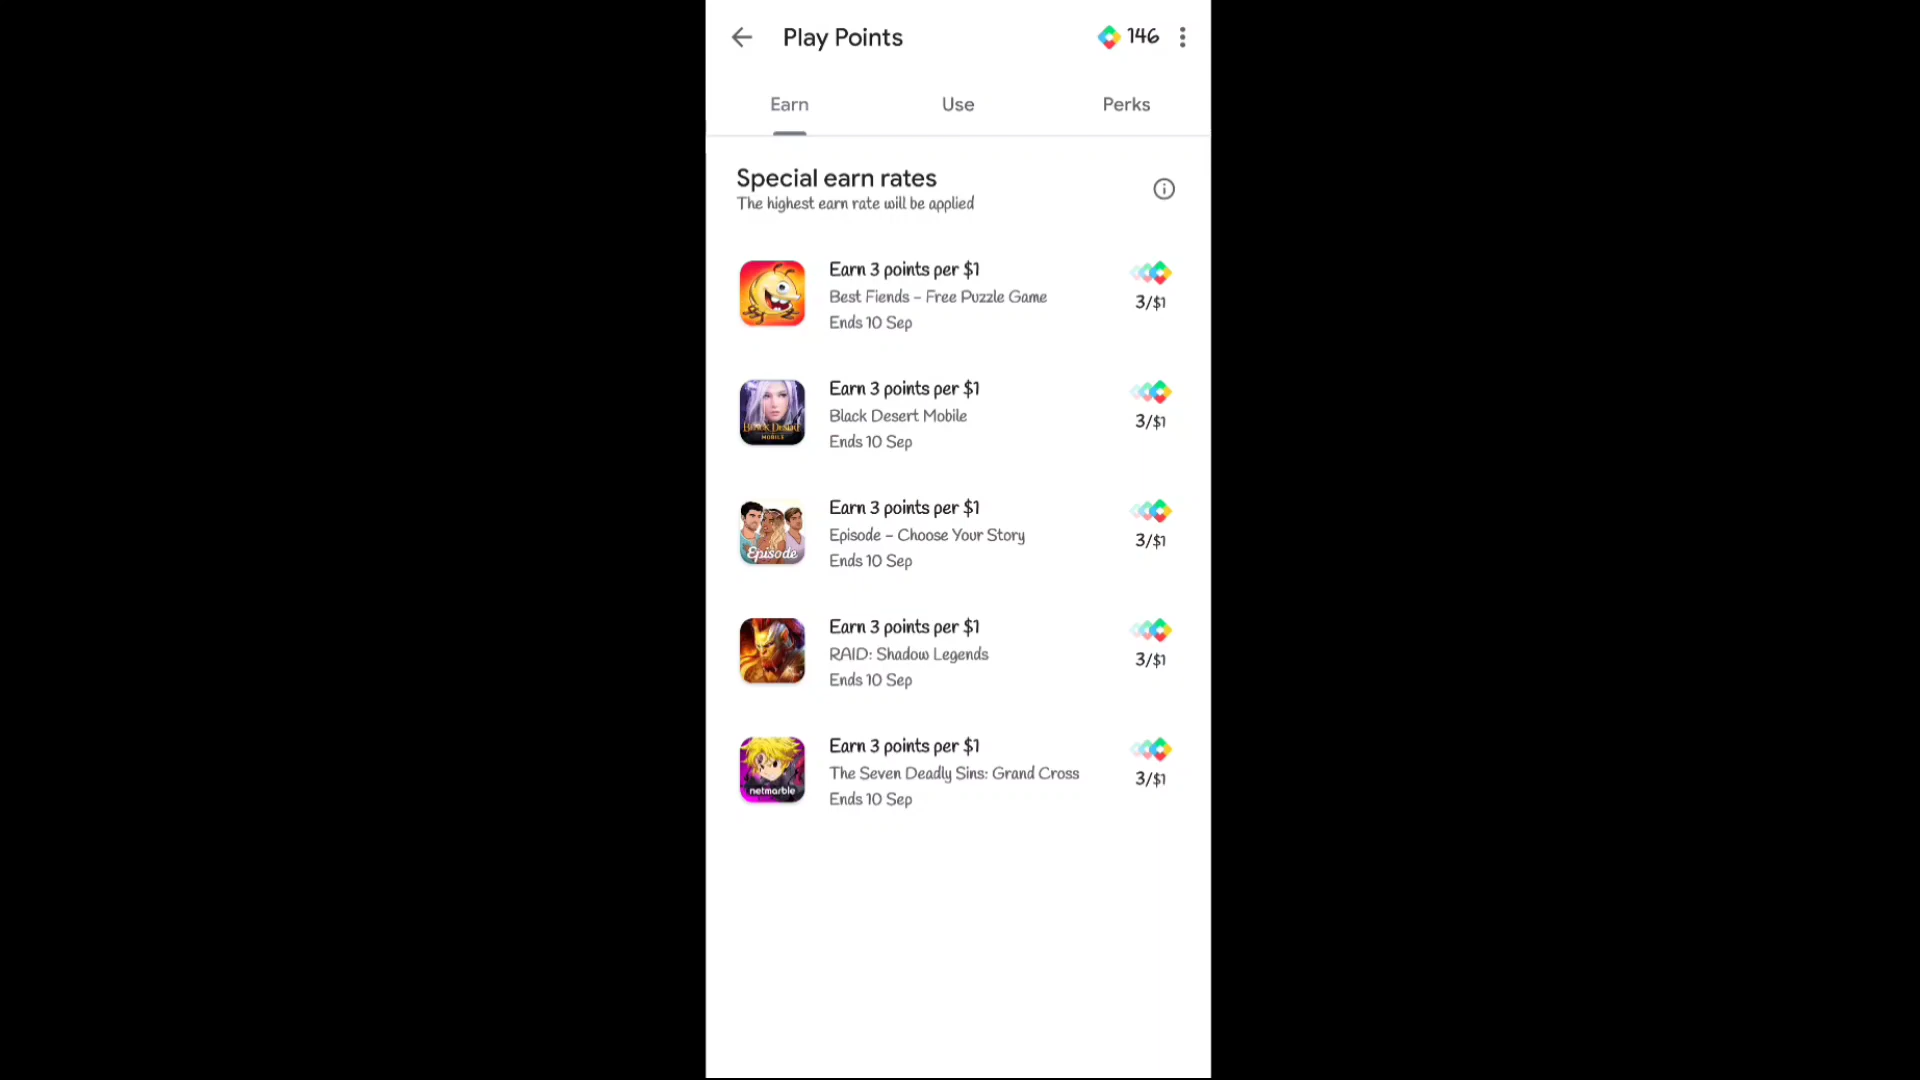 Play Points
146
Earn
Use
Perks
Special earn rates
The highest earn rate will be applied
Earn 3 points per $1
Best Fiends - Free Puzzle Game
Ends 10 Sep
3/$1
BLACK DESERT
MOBILE
Earn 3 points per $1
Black Desert Mobile
Ends 10 Sep
3/$1
Episode
Earn 3 points per $1
Episode - Choose Your Story
Ends 10 Sep
3/$1
Earn 3 points per $1
RAID: Shadow Legends
Ends 10 Sep
3/$1
netmarble
Earn 3 points per $1
The Seven Deadly Sins: Grand Cross
Ends 10 Sep
3/$1